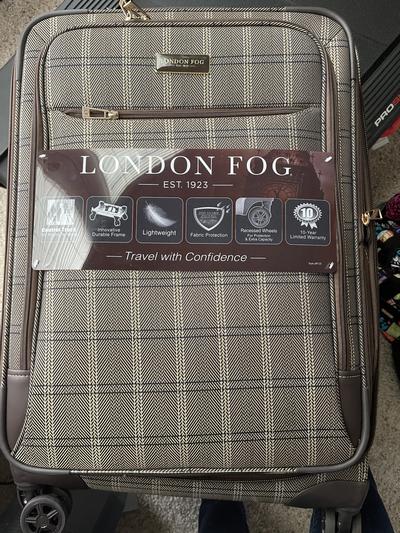 LONDON FOG
LONDON FOG
EST. 1923
Innovative
Durable Frame
Lightweight
Fabric Protection
Recessed Wheels
For Protection
& Extra Capacity
10
10-Year
Limited Warranty
Travel with Confidence
PRO